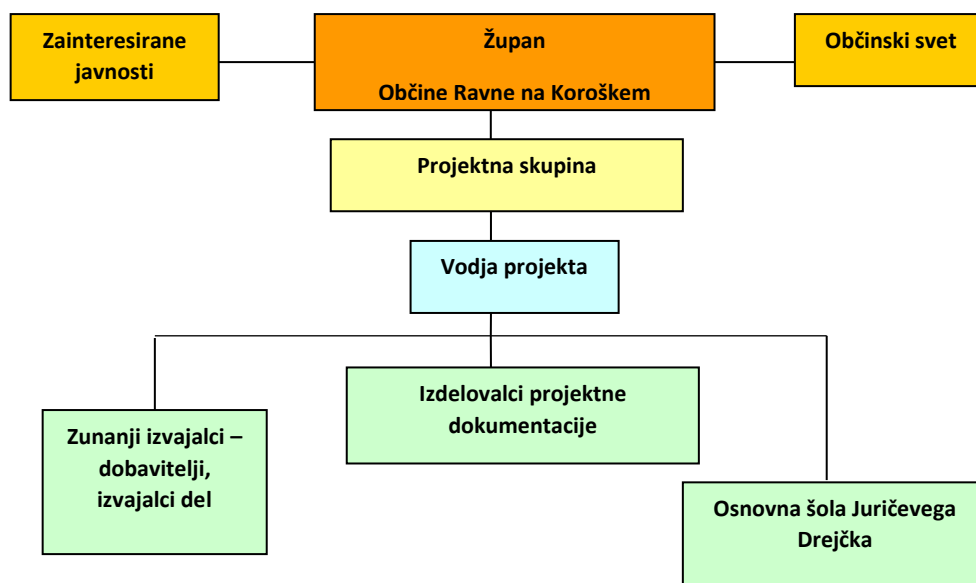 Zainteresirane
javnosti
Župan
Občine Ravne na Koroškem
Občinski svet
Projektna skupina
Vodja projekta
Zunanji izvajalci –
dobavitelji,
izvajalci del
Izdelovalci projektne
dokumentacije
Osnovna šola Juričevega
Drejčka